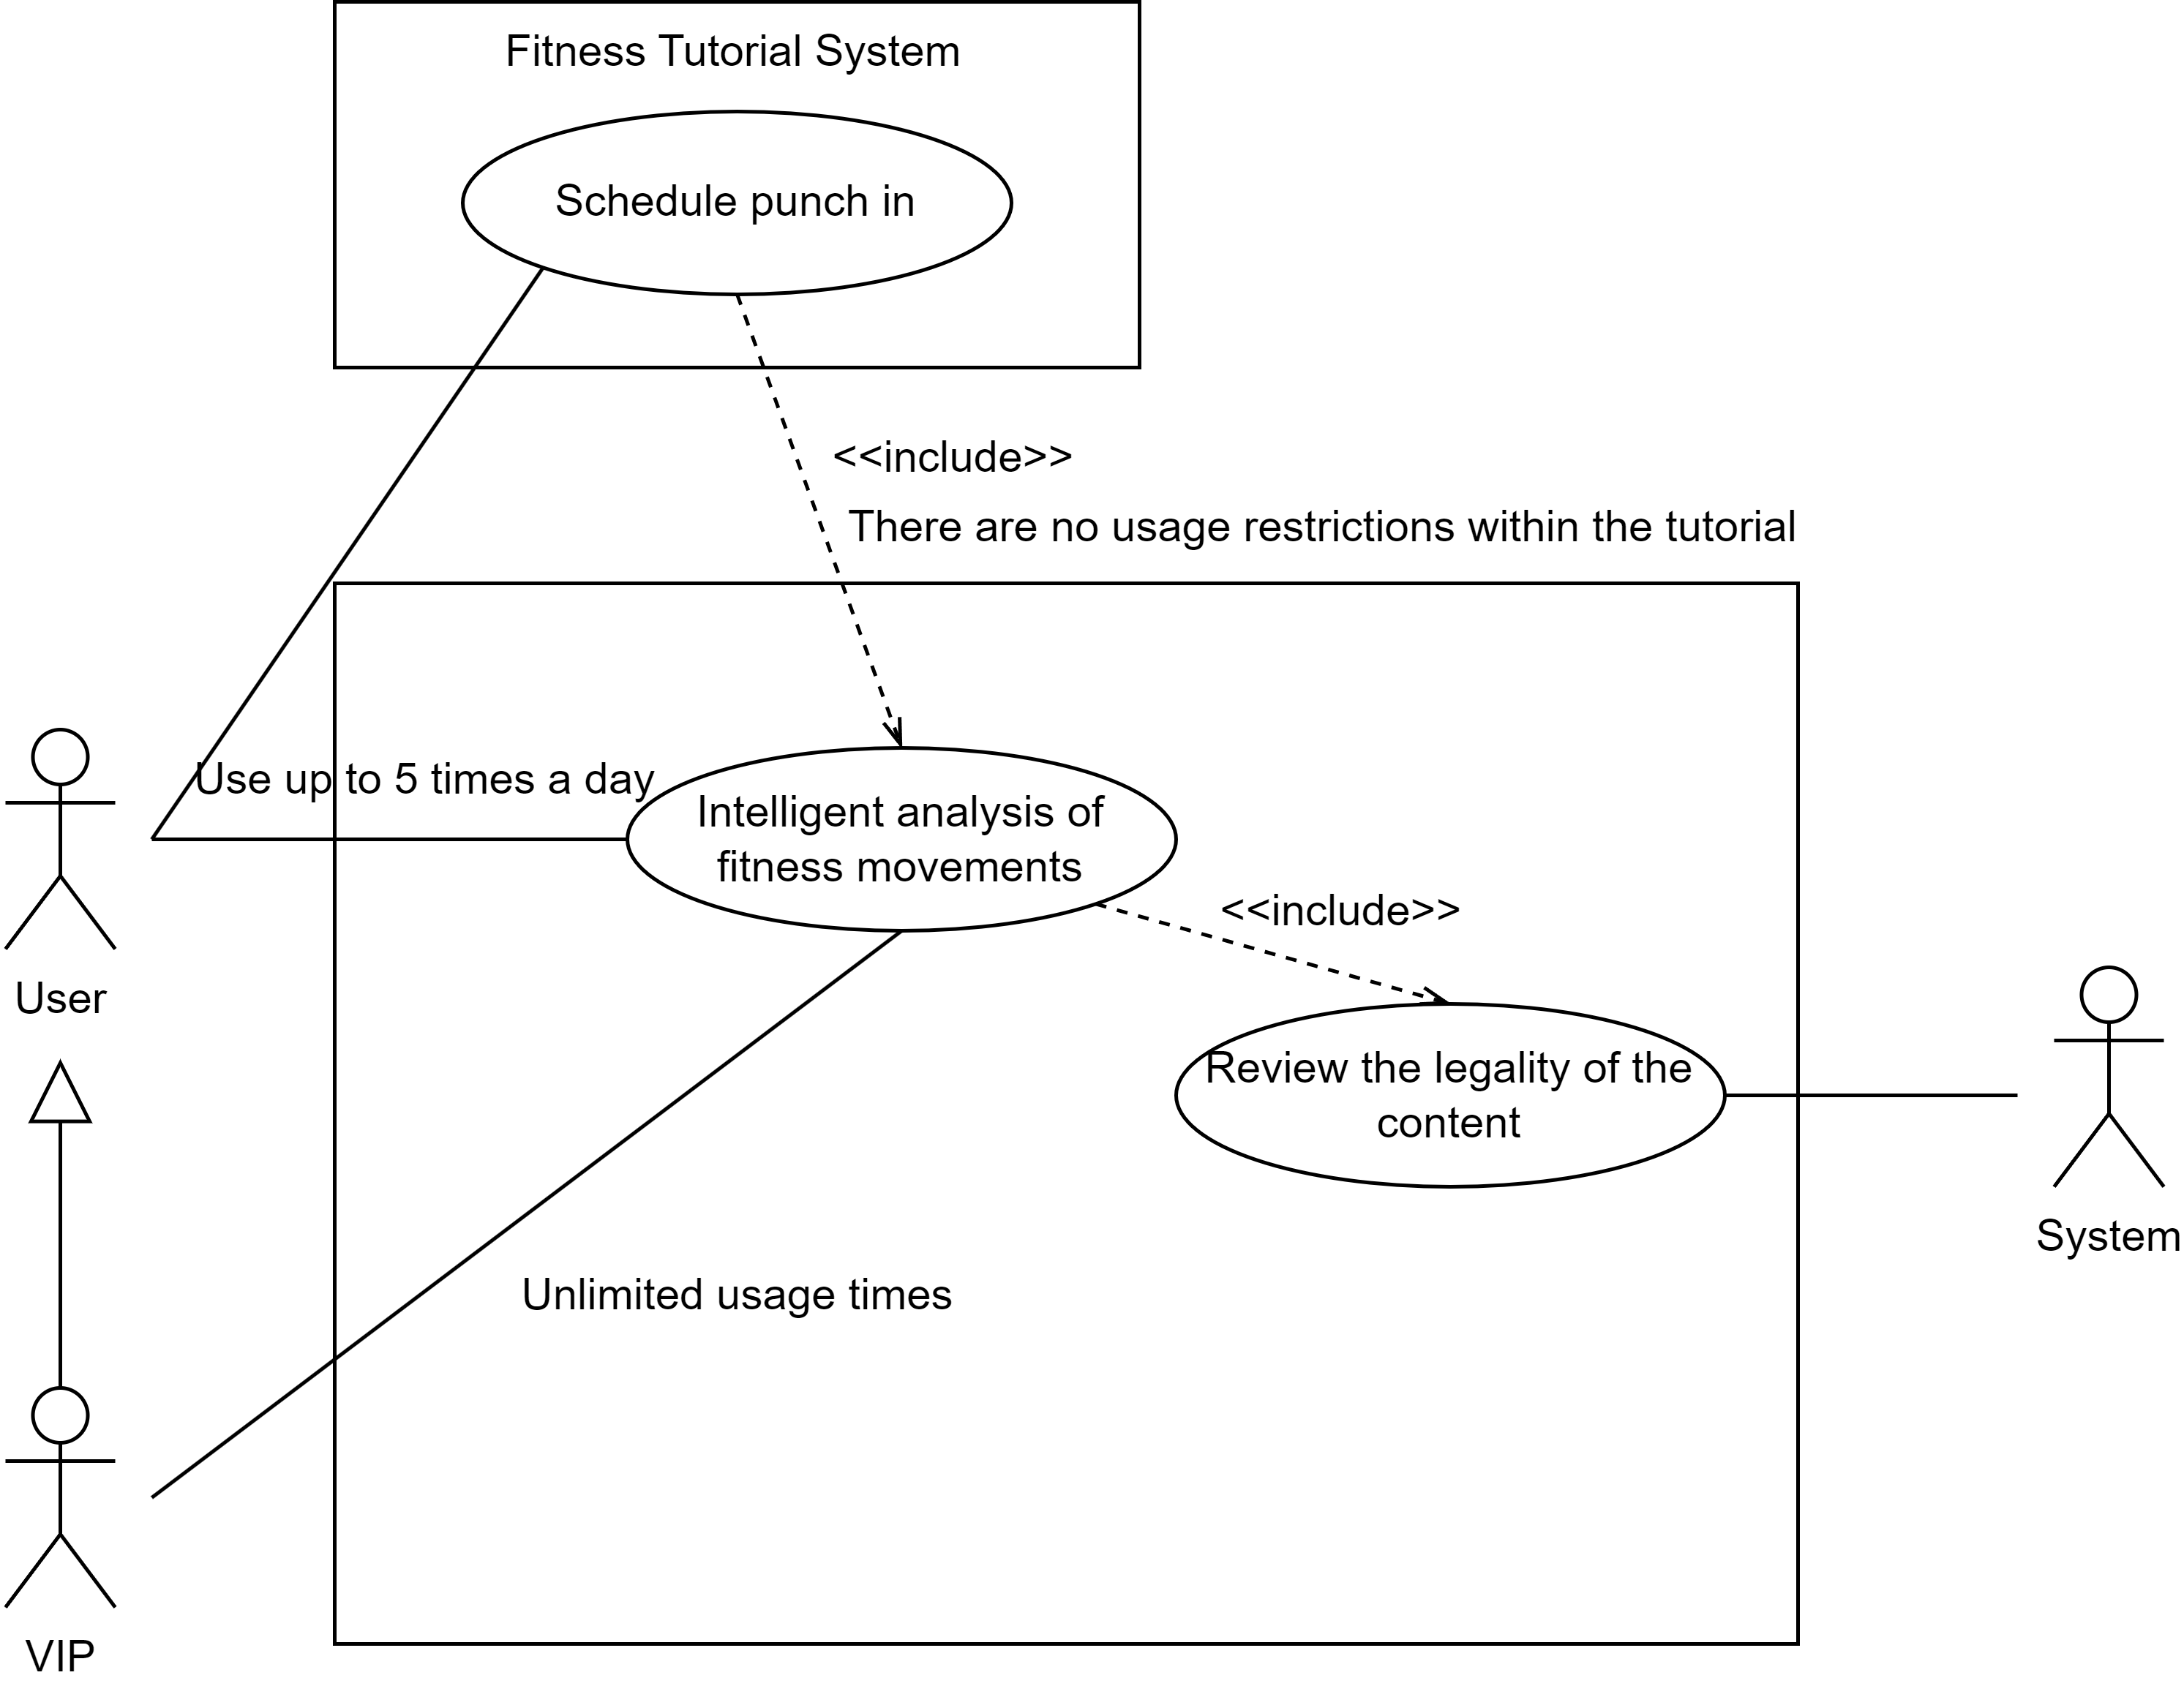 Fitness Tutorial System
Schedule punch in
<<include>>
There are no usage restrictions within the tutorial
Use up to 5 times a day
Intelligent analysis of
fitness movements
<<include>>
User
Review the legality of the
content
System
Unlimited usage times
VIP